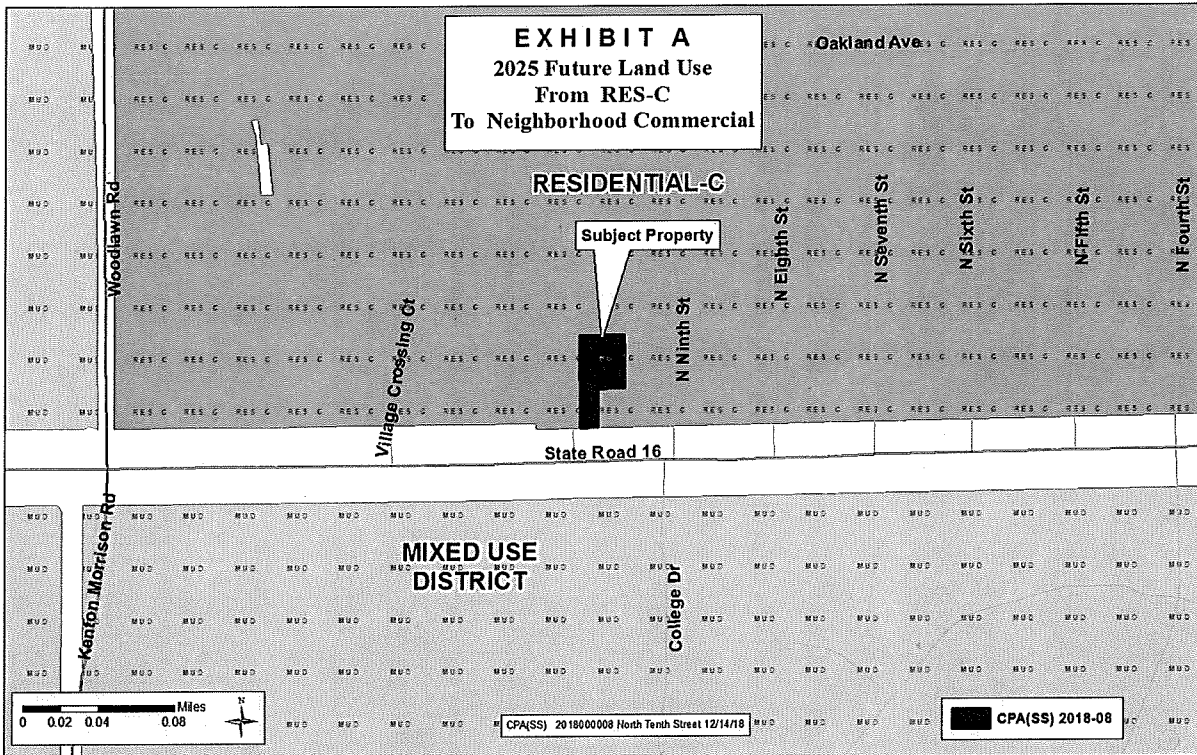 EXHIBIT A
2025 Future Land Use
From RES-C
To Neighborhood Commercial
Oakland Ave
RESIDENTIAL-C
Subject Property
Woodlawn Rd
Village Crossing Ct
N Ninth St
N Eighth St
N Seventh St
N Sixth St
N Fifth St
N Fourth St
State Road 16
MIXED USE
DISTRICT
Kenton Morrison Rd
College Dr
RES C
MUD
Miles
0 0.02 0.04 0.08
N
CPA(SS) 2018000008 North Tenth Street 12/14/18
CPA(SS) 2018-08